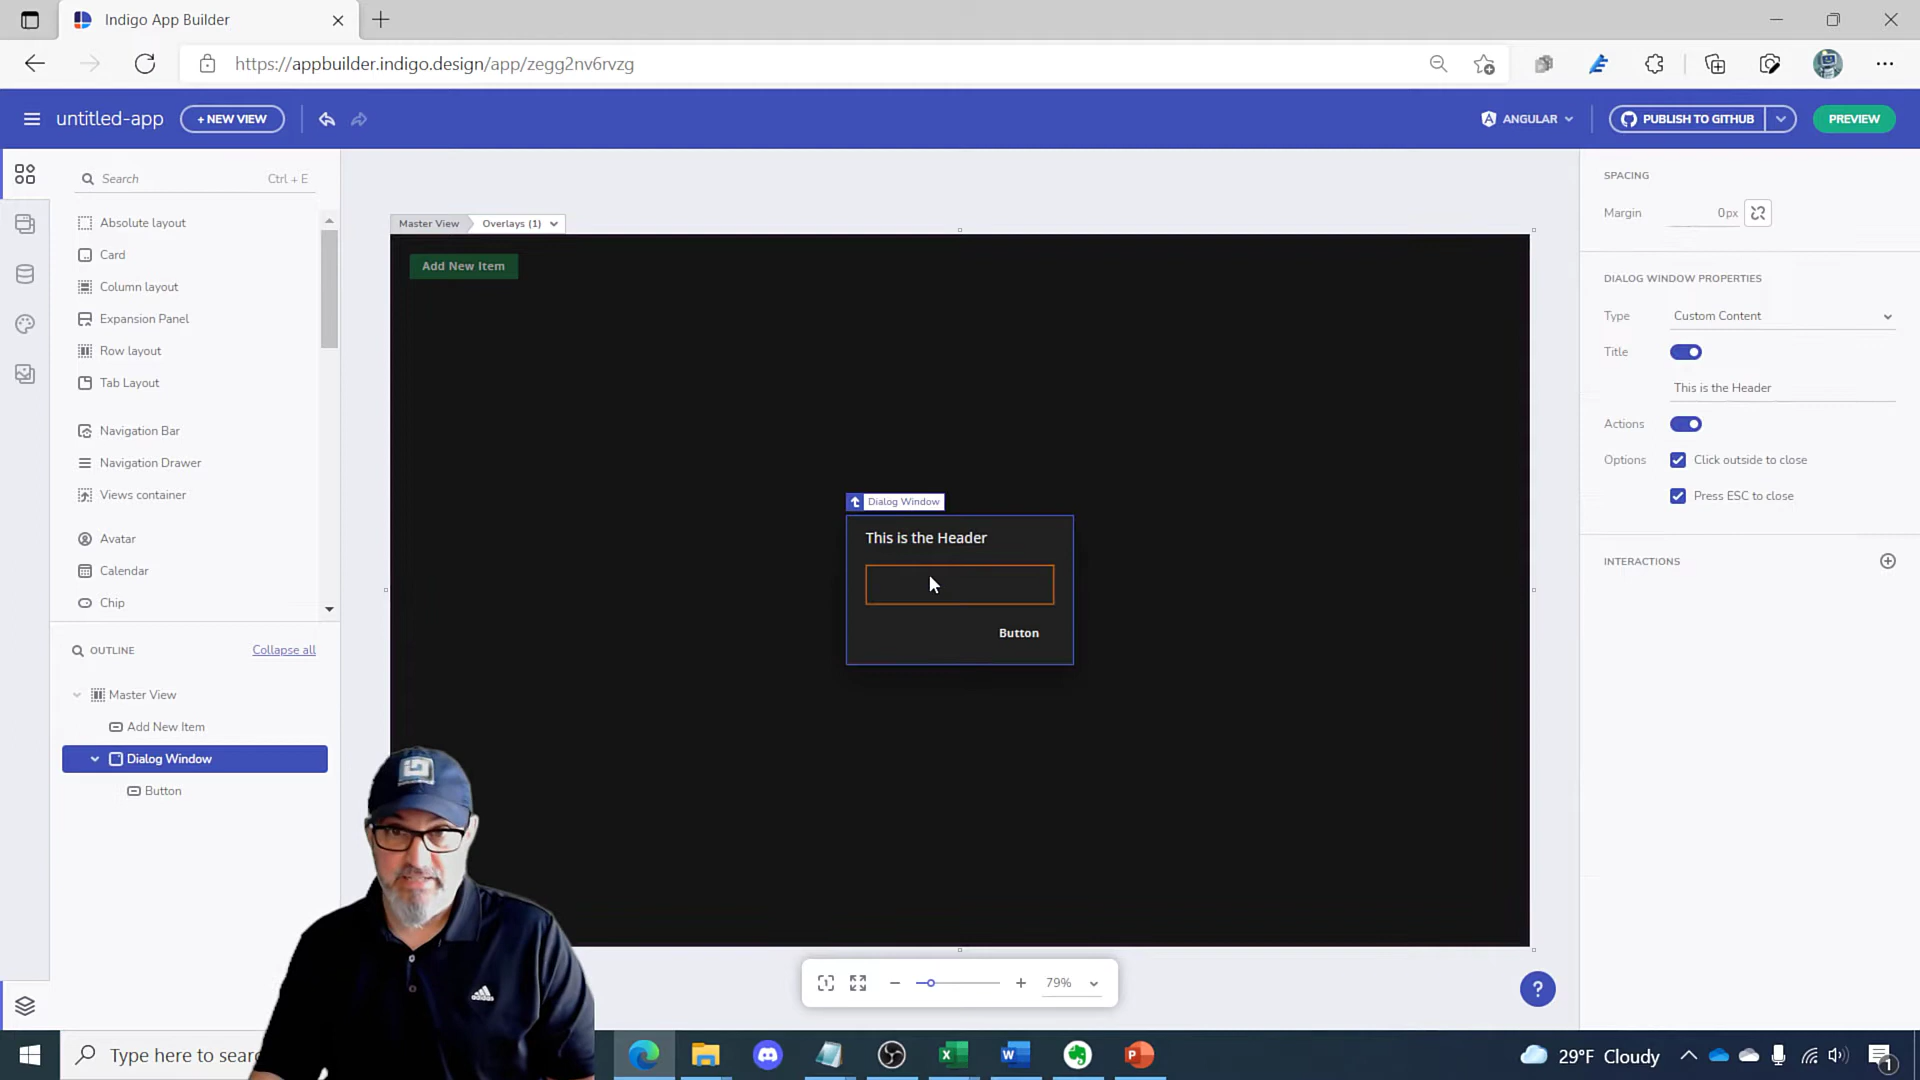 Indigo App Builder
https://appbuilder.indigo.design/app/zegg2nv6rvzg
untitled-app
+ NEW VIEW
ANGULAR
PUBLISH TO GITHUB
PREVIEW
Search
Ctrl + E
Absolute layout
Card
Column layout
Expansion Panel
Row layout
Tab Layout
Navigation Bar
Navigation Drawer
Views container
Avatar
Calendar
Chip
OUTLINE
Collapse all
Master View
Add New Item
Dialog Window
Button
Master View
Overlays (1)
Add New Item
Dialog Window
This is the Header
Button
79%
?
SPACING
Margin
0px
DIALOG WINDOW PROPERTIES
Type
Custom Content
Title
This is the Header
Actions
Options
Click outside to close
Press ESC to close
INTERACTIONS
Type here to sear
29°F Cloudy
1